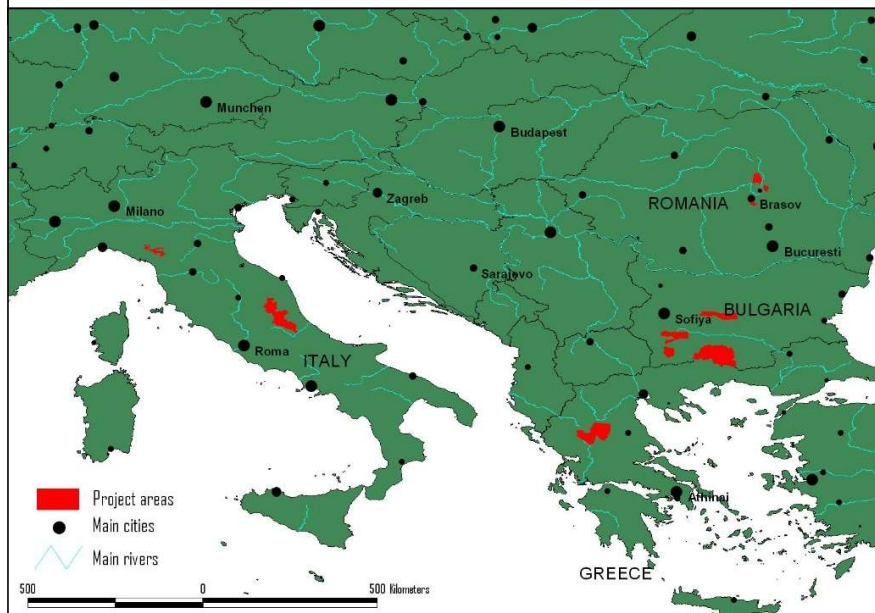 Munchen
Budapest
Zagreb
Milano
ROMANIA
Brasov
Bucuresti
Sarajevo
BULGARIA
Sofiya
Roma
ITALY
Athinai
GREECE
Project areas
Main cities
Main rivers
500 0 500 Kilometers